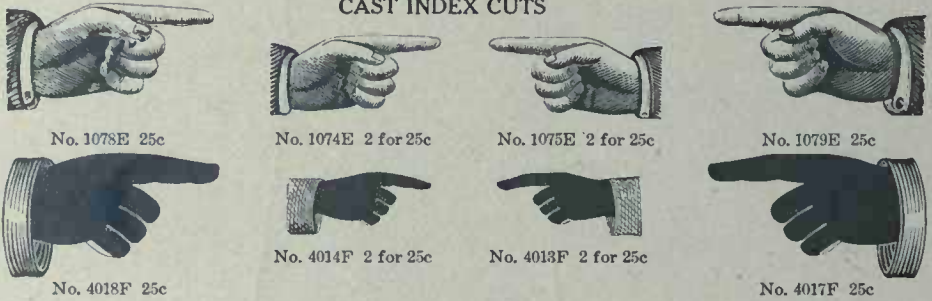 CAST INDEX CUTS
No. 1078E 25c
No. 1074E 2 for 25c
No. 1075E 2 for 25c
No. 1079E 25c
No. 4014F 2 for 25c
No. 4013F 2 for 25c
No. 4018F 25c
No. 4017F 25c